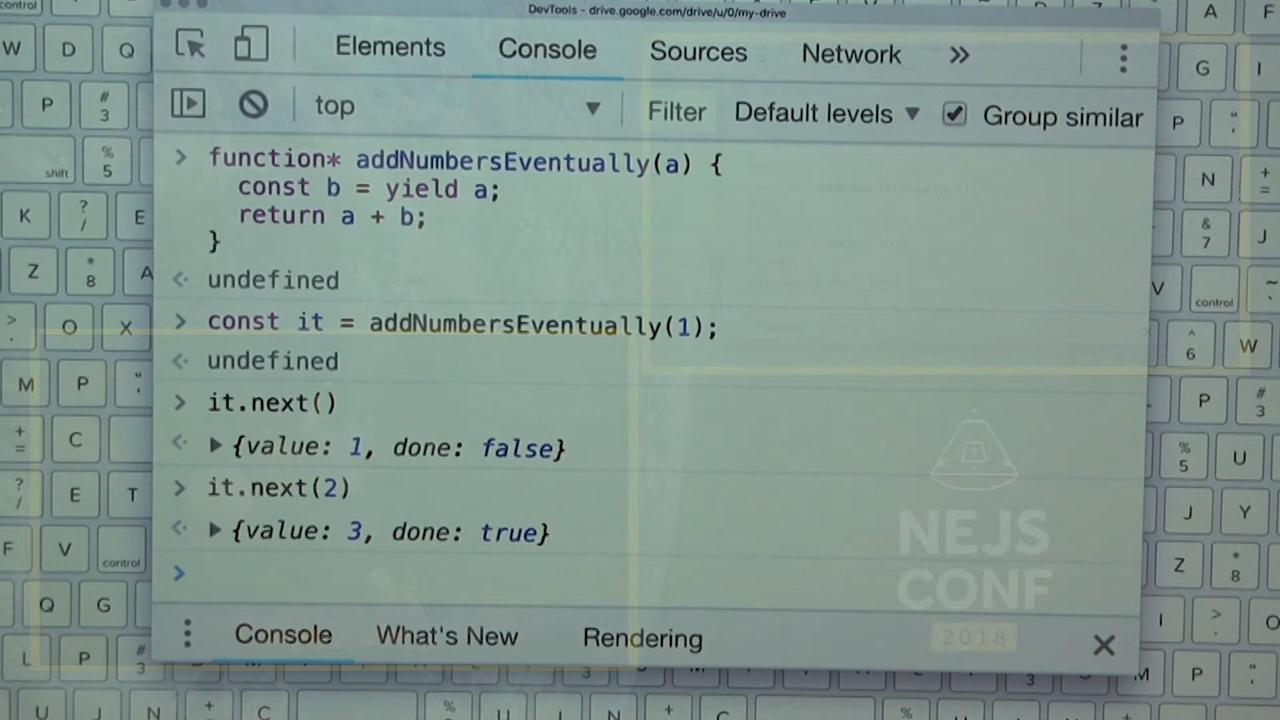 DevTools - drive.google.com/drive/u/0/my-drive
Elements Console Sources Network »
top ▼ Filter Default levels ▼ Group similar
> function* addNumbersEventually(a) {
const b = yield a;
return a + b;
}
<· undefined
> const it = addNumbersEventually(1);
<· undefined
> it.next()
<· ▶ {value: 1, done: false}
> it.next(2)
<· ▶ {value: 3, done: true}
>
NEJS
CONF
2018
Console What's New Rendering